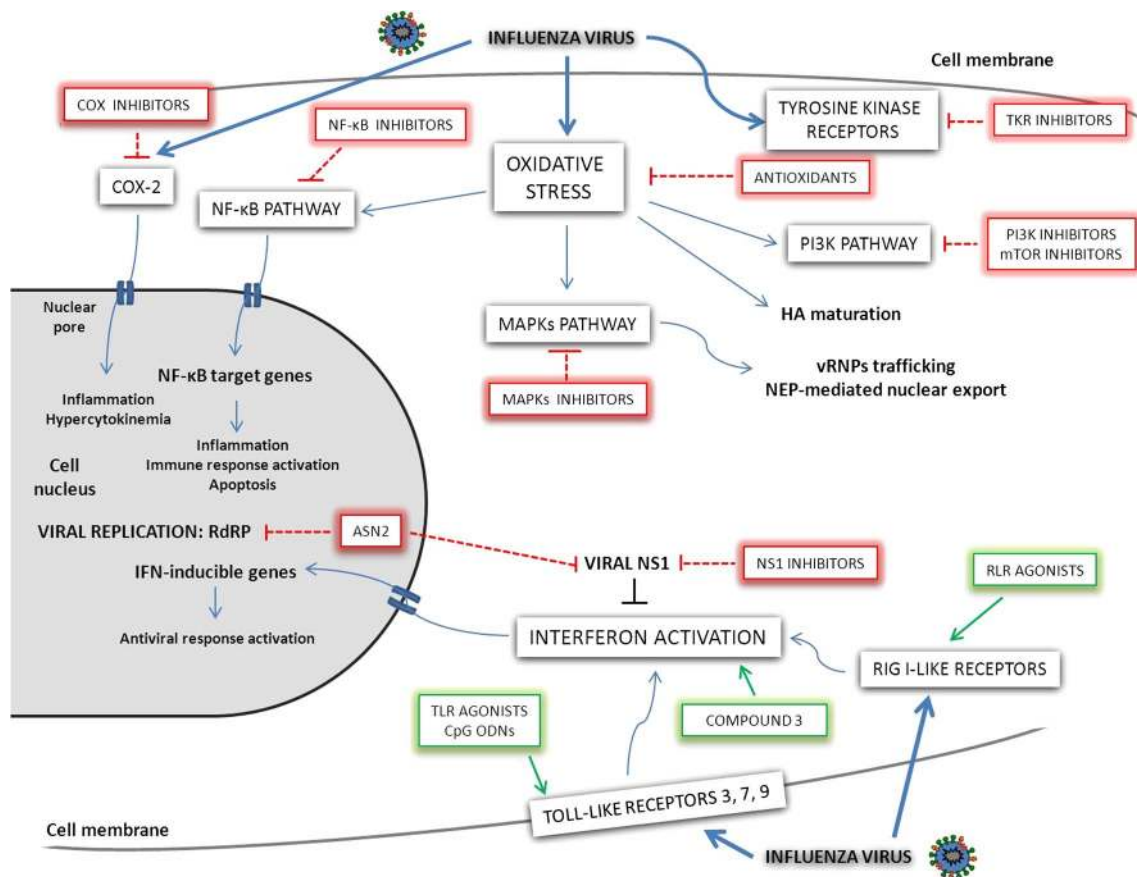 INFLUENZA VIRUS
Cell membrane
COX INHIBITORS
NF-κB INHIBITORS
TYROSINE KINASE
RECEPTORS
TKR INHIBITORS
COX-2
NF-κB PATHWAY
OXIDATIVE
STRESS
ANTIOXIDANTS
PI3K PATHWAY
PI3K INHIBITORS
mTOR INHIBITORS
Nuclear
pore
MAPKs PATHWAY
HA maturation
NF-κB target genes
vRNPs trafficking
NEP-mediated nuclear export
MAPKs INHIBITORS
Inflammation
Hypercytokinemia
Inflammation
Immune response activation
Apoptosis
Cell
nucleus
VIRAL REPLICATION: RdRP
ASN2
VIRAL NS1
NS1 INHIBITORS
RLR AGONISTS
IFN-inducible genes
Antiviral response activation
INTERFERON ACTIVATION
RIG I-LIKE RECEPTORS
TLR AGONISTS
CpG ODNs
COMPOUND 3
TOLL-LIKE RECEPTORS 3, 7, 9
Cell membrane
INFLUENZA VIRUS